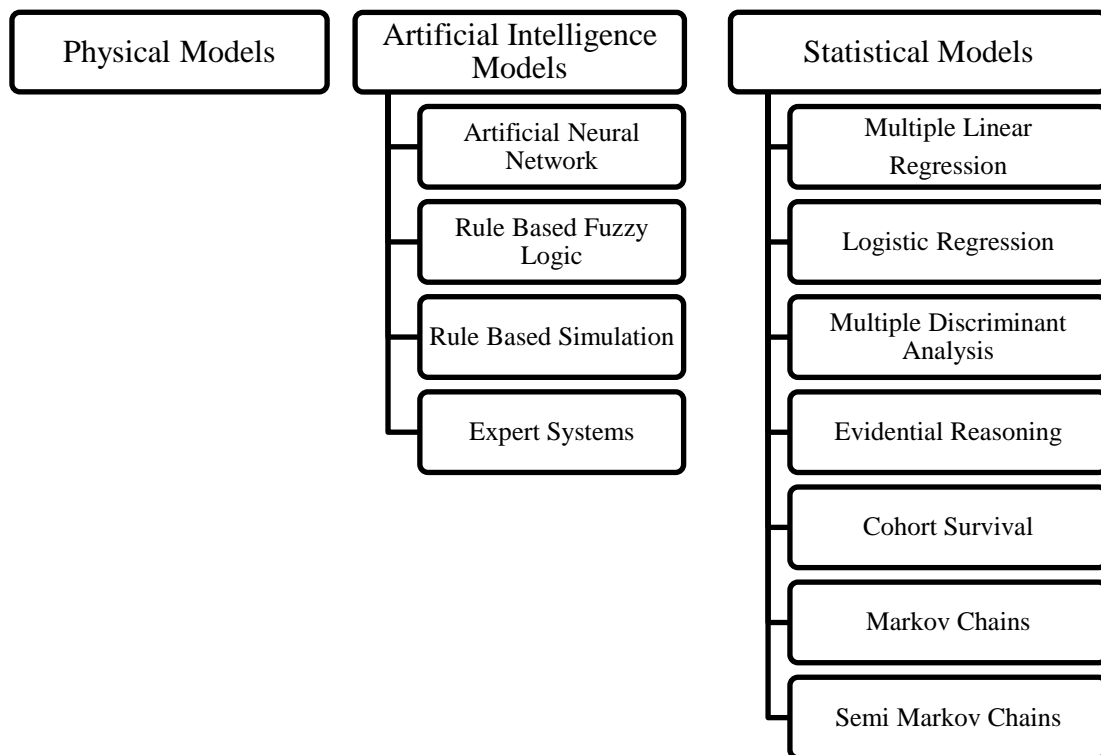 Physical Models
Artificial Intelligence
Models
Artificial Neural
Network
Rule Based Fuzzy
Logic
Rule Based Simulation
Expert Systems
Statistical Models
Multiple Linear
Regression
Logistic Regression
Multiple Discriminant
Analysis
Evidential Reasoning
Cohort Survival
Markov Chains
Semi Markov Chains